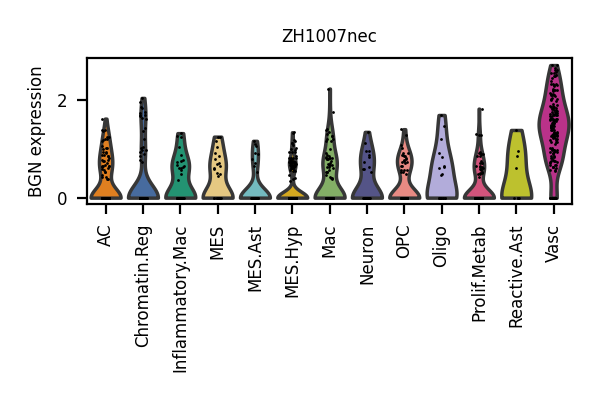 ZH1007nec
BGN expression
2
0
AC
Chromatin.Reg
Inflammatory.Mac
MES
MES.Ast
MES.Hyp
Mac
Neuron
OPC
Oligo
Prolif.Metab
Reactive.Ast
Vasc